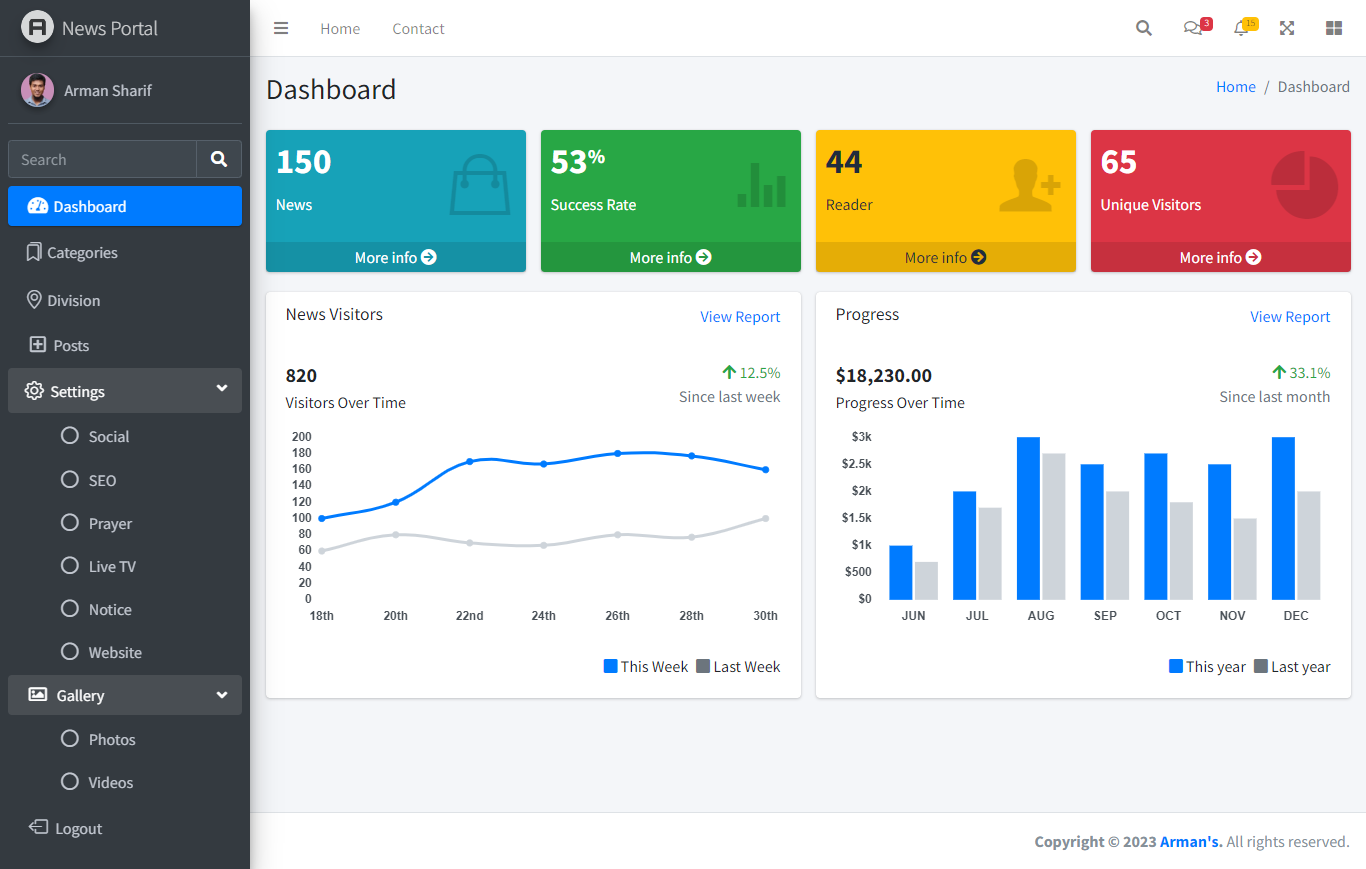 News Portal
Home Contact 3 15
Arman Sharif
Dashboard
Home / Dashboard
Search
Dashboard
Categories
Division
Posts
Settings
Social
SEO
Prayer
Live TV
Notice
Website
Gallery
Photos
Videos
Logout
150
News
More info
53%
Success Rate
More info
44
Reader
More info
65
Unique Visitors
More info
News Visitors
View Report
820
Visitors Over Time
12.5%
Since last week
200
180
160
140
120
100
80
60
40
20
0
18th 20th 22nd 24th 26th 28th 30th
This Week Last Week
Progress
View Report
$18,230.00
Progress Over Time
33.1%
Since last month
$3k
$2.5k
$2k
$1.5k
$1k
$500
$0
JUN JUL AUG SEP OCT NOV DEC
This year Last year
Copyright © 2023 Arman's. All rights reserved.